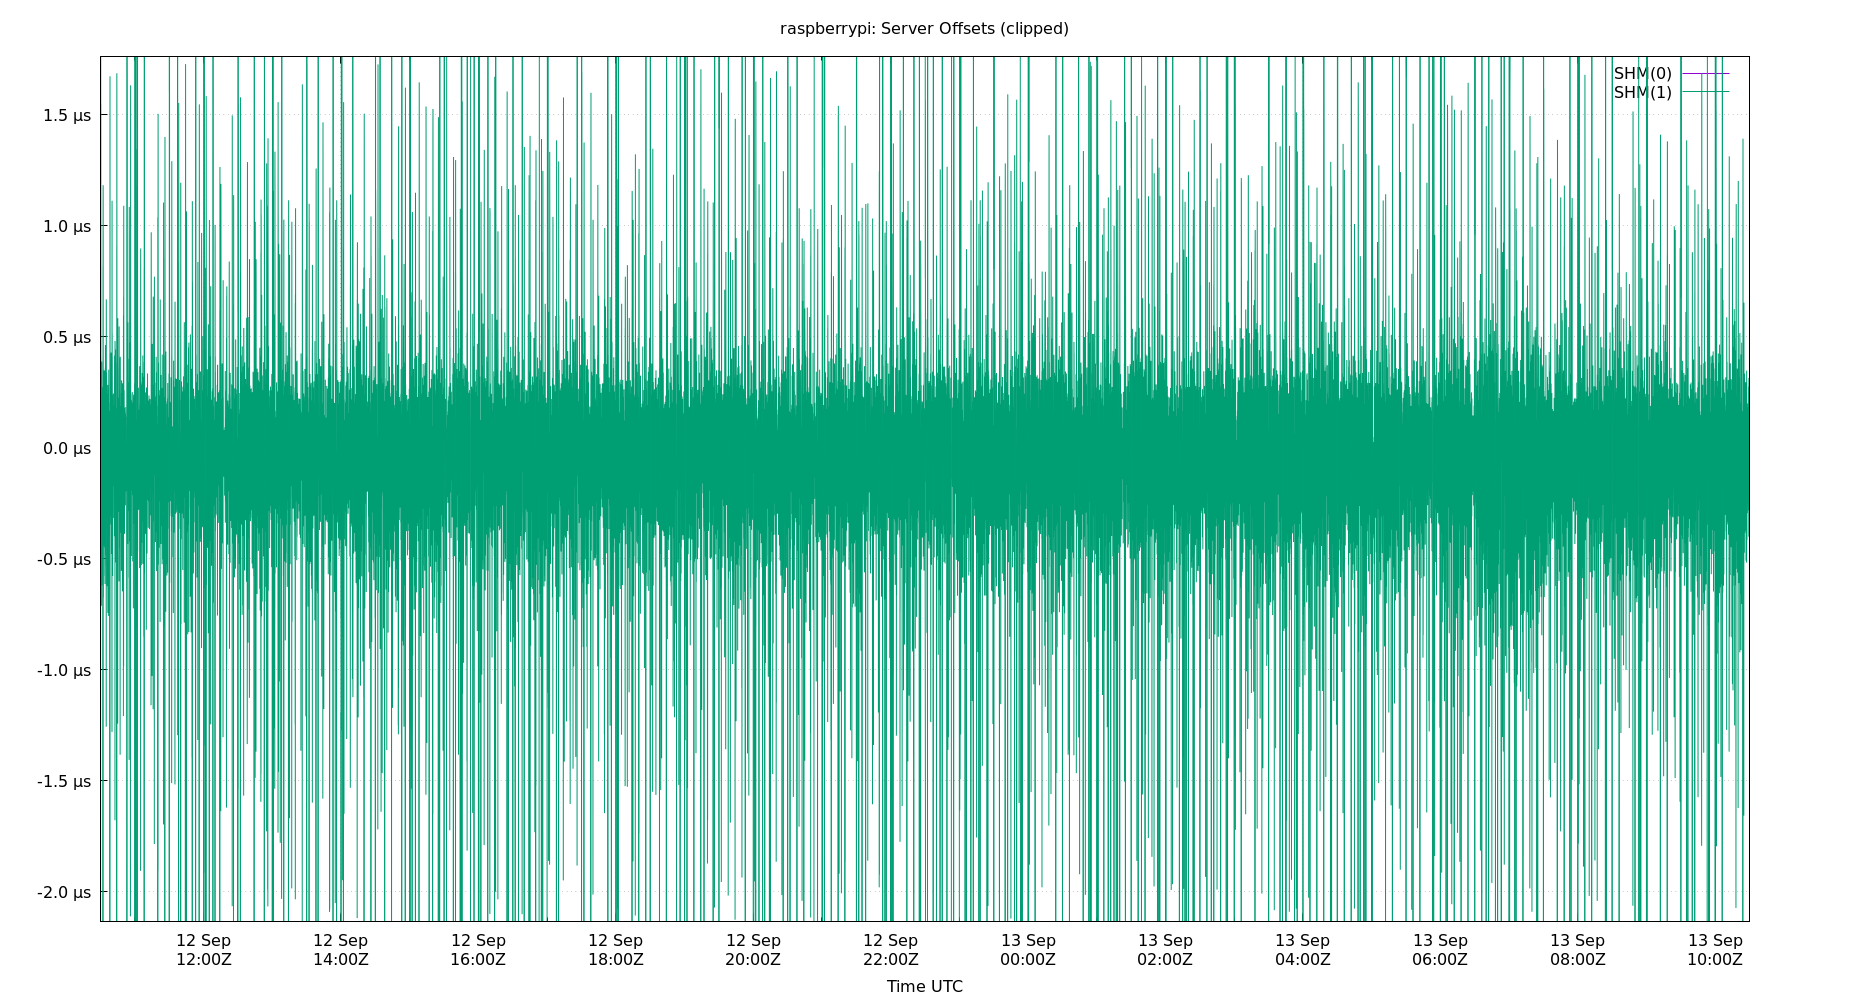 raspberrypi: Server Offsets (clipped)
SHM(0)
SHM(1)
1.5 µs
1.0 µs
0.5 µs
0.0 µs
-0.5 µs
-1.0 µs
-1.5 µs
-2.0 µs
12 Sep 12 Sep 12 Sep 12 Sep 12 Sep 12 Sep 13 Sep 13 Sep 13 Sep 13 Sep 13 Sep 13 Sep
12:00Z 14:00Z 16:00Z 18:00Z 20:00Z 22:00Z 00:00Z 02:00Z 04:00Z 06:00Z 08:00Z 10:00Z
Time UTC